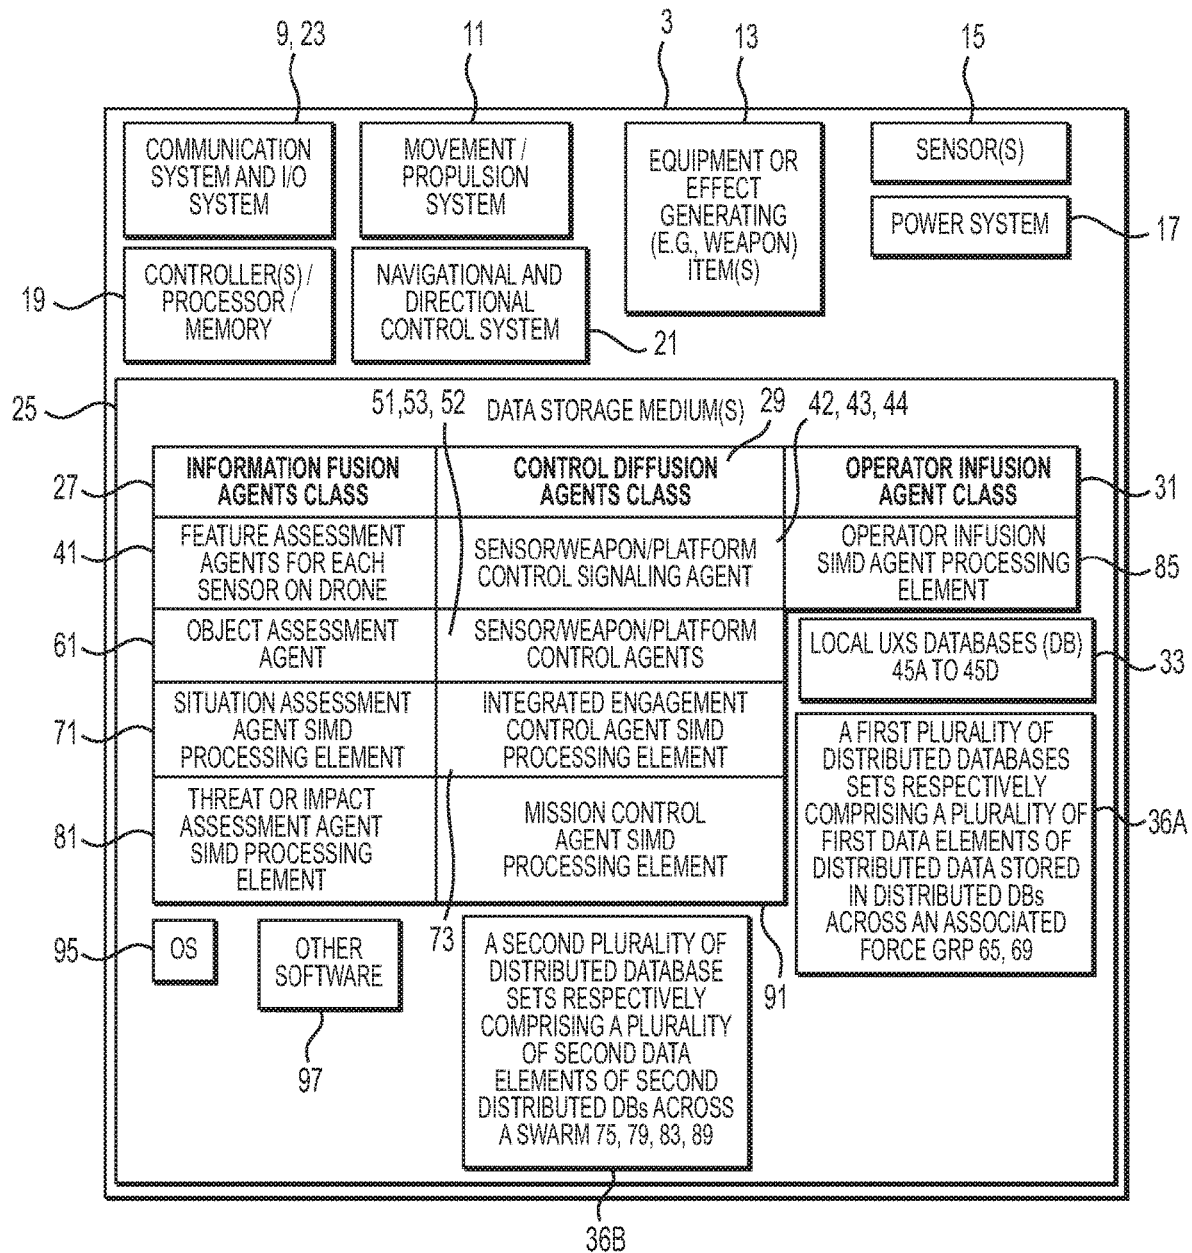 9, 23
11
3
13
15
COMMUNICATION
SYSTEM AND I/O
SYSTEM
MOVEMENT /
PROPULSION
SYSTEM
EQUIPMENT OR
EFFECT
GENERATING
(E.G., WEAPON)
ITEM(S)
SENSOR(S)
POWER SYSTEM
17
19
CONTROLLER(S) /
PROCESSOR /
MEMORY
NAVIGATIONAL AND
DIRECTIONAL
CONTROL SYSTEM
21
25
51,53, 52
DATA STORAGE MEDIUM(S)
29
42, 43, 44
27
INFORMATION FUSION
AGENTS CLASS
CONTROL DIFFUSION
AGENTS CLASS
OPERATOR INFUSION
AGENT CLASS
31
41
FEATURE ASSESSMENT
AGENTS FOR EACH
SENSOR ON DRONE
SENSOR/WEAPON/PLATFORM
CONTROL SIGNALING AGENT
OPERATOR INFUSION
SIMD AGENT PROCESSING
ELEMENT
85
61
OBJECT ASSESSMENT
AGENT
SENSOR/WEAPON/PLATFORM
CONTROL AGENTS
LOCAL UXS DATABASES (DB)
45A TO 45D
33
71
SITUATION ASSESSMENT
AGENT SIMD
PROCESSING ELEMENT
INTEGRATED ENGAGEMENT
CONTROL AGENT SIMD
PROCESSING ELEMENT
A FIRST PLURALITY OF
DISTRIBUTED DATABASES
SETS RESPECTIVELY
COMPRISING A PLURALITY OF
FIRST DATA ELEMENTS OF
DISTRIBUTED DATA STORED
IN DISTRIBUTED DBs
ACROSS AN ASSOCIATED
FORCE GRP 65, 69
36A
81
THREAT OR IMPACT
ASSESSMENT AGENT
SIMD PROCESSING
ELEMENT
MISSION CONTROL
AGENT SIMD
PROCESSING ELEMENT
95
OS
OTHER
SOFTWARE
97
73
A SECOND PLURALITY OF
DISTRIBUTED DATABASE
SETS RESPECTIVELY
COMPRISING A PLURALITY
OF SECOND DATA
ELEMENTS OF SECOND
DISTRIBUTED DBs ACROSS
A SWARM 75, 79, 83, 89
91
36B